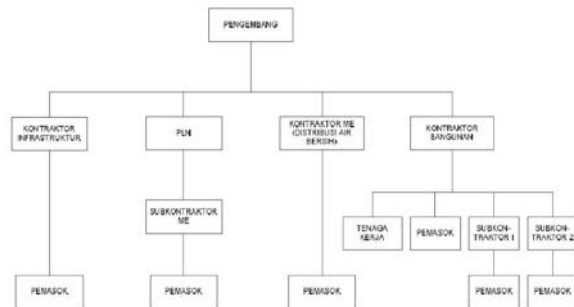 PENGEMBANG
KONTRAKTOR
INFRASTRUKTUR
PLN
KONTRAKTOR ME
(DISTRIBUSI AIR
BERSIH)
KONTRAKTOR
BANGUNAN
SUBKONTRAKTOR
ME
TENAGA
KERJA
PEMASOK
SUBKON-
TRAKTOR 1
SUBKON-
TRAKTOR 2
PEMASOK
PEMASOK
PEMASOK
PEMASOK
PEMASOK